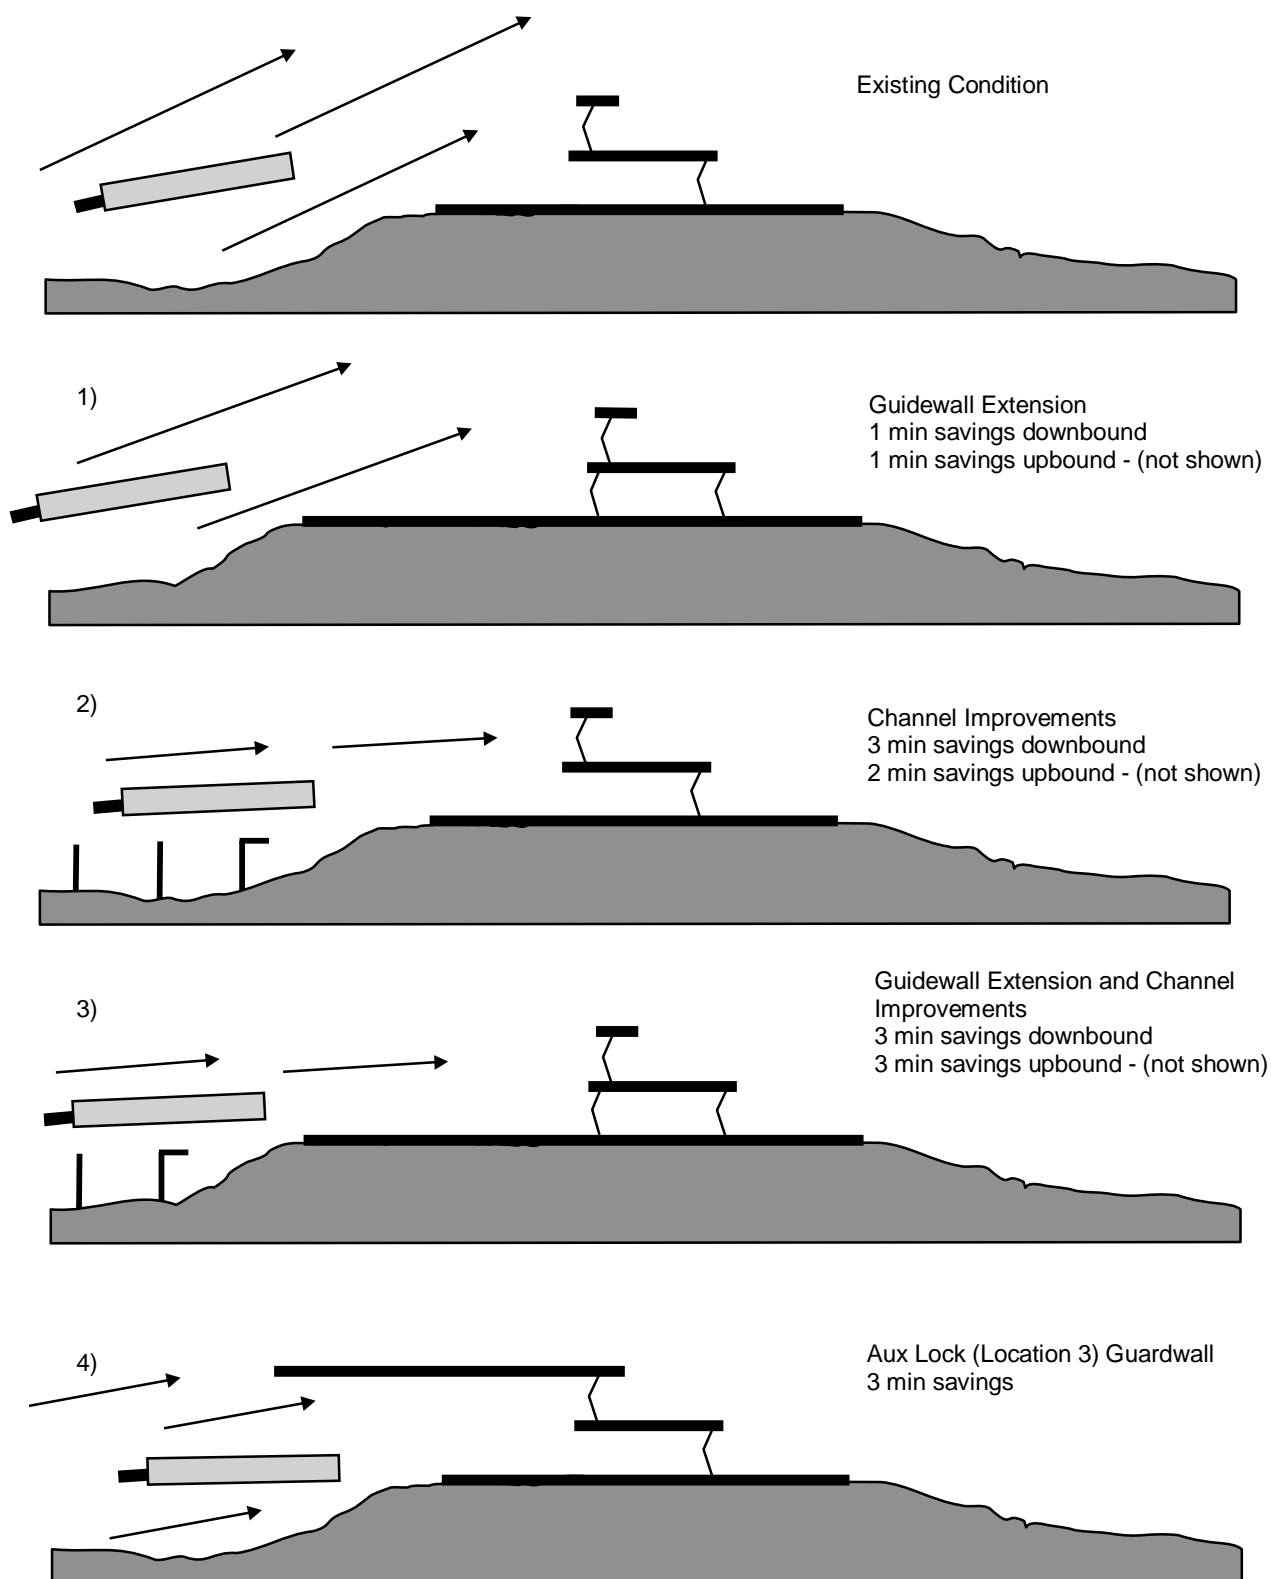 Existing Condition
1)
Guidewall Extension
1 min savings downbound
1 min savings upbound - (not shown)
2)
Channel Improvements
3 min savings downbound
2 min savings upbound - (not shown)
3)
Guidewall Extension and Channel
Improvements
3 min savings downbound
3 min savings upbound - (not shown)
4)
Aux Lock (Location 3) Guardwall
3 min savings